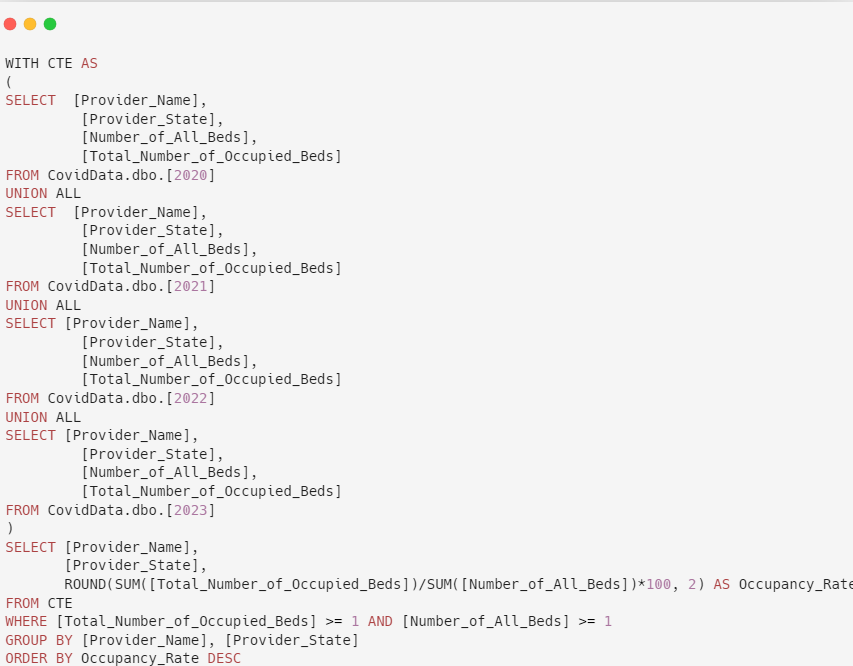 WITH CTE AS
(
SELECT  [Provider_Name],
         [Provider_State],
         [Number_of_All_Beds],
         [Total_Number_of_Occupied_Beds]
FROM CovidData.dbo.[2020]
UNION ALL
SELECT  [Provider_Name],
         [Provider_State],
         [Number_of_All_Beds],
         [Total_Number_of_Occupied_Beds]
FROM CovidData.dbo.[2021]
UNION ALL
SELECT [Provider_Name],
         [Provider_State],
         [Number_of_All_Beds],
         [Total_Number_of_Occupied_Beds]
FROM CovidData.dbo.[2022]
UNION ALL
SELECT [Provider_Name],
         [Provider_State],
         [Number_of_All_Beds],
         [Total_Number_of_Occupied_Beds]
FROM CovidData.dbo.[2023]
)
SELECT [Provider_Name],
       [Provider_State],
       ROUND(SUM([Total_Number_of_Occupied_Beds])/SUM([Number_of_All_Beds])*100, 2) AS Occupancy_Rate
FROM CTE
WHERE [Total_Number_of_Occupied_Beds] >= 1 AND [Number_of_All_Beds] >= 1
GROUP BY [Provider_Name], [Provider_State]
ORDER BY Occupancy_Rate DESC